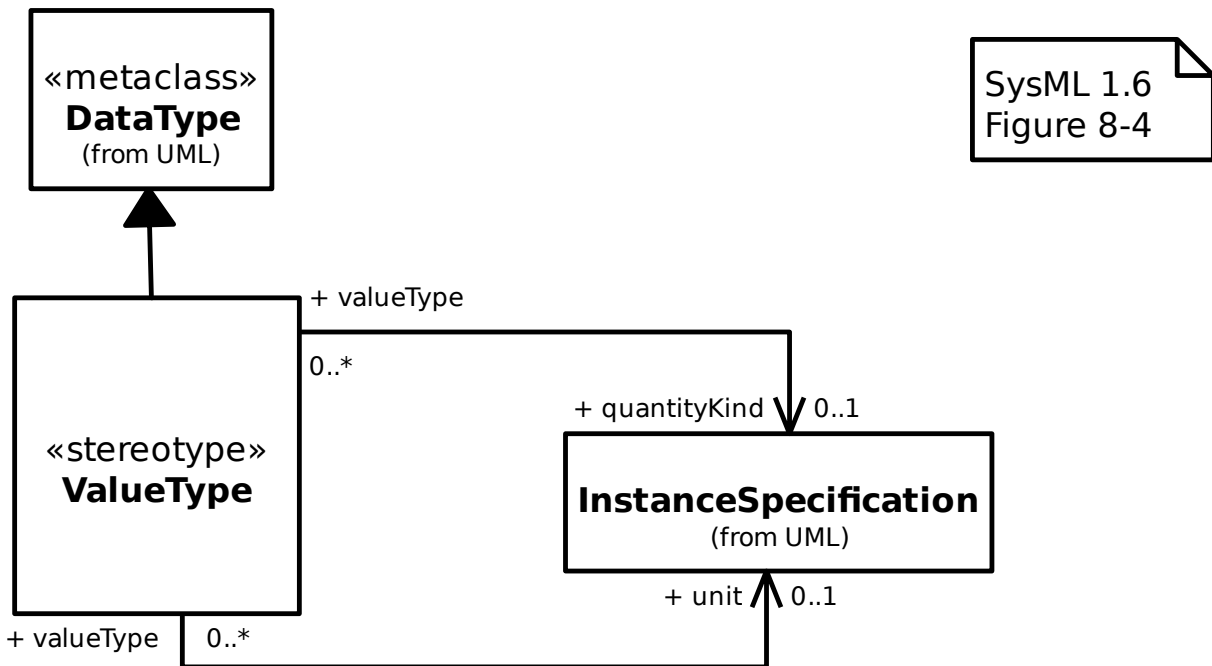 «metaclass»
DataType
(from UML)
SysML 1.6
Figure 8-4
+ valueType
0..*
«stereotype»
ValueType
+ quantityKind
0..1
InstanceSpecification
(from UML)
+ unit
0..1
+ valueType
0..*